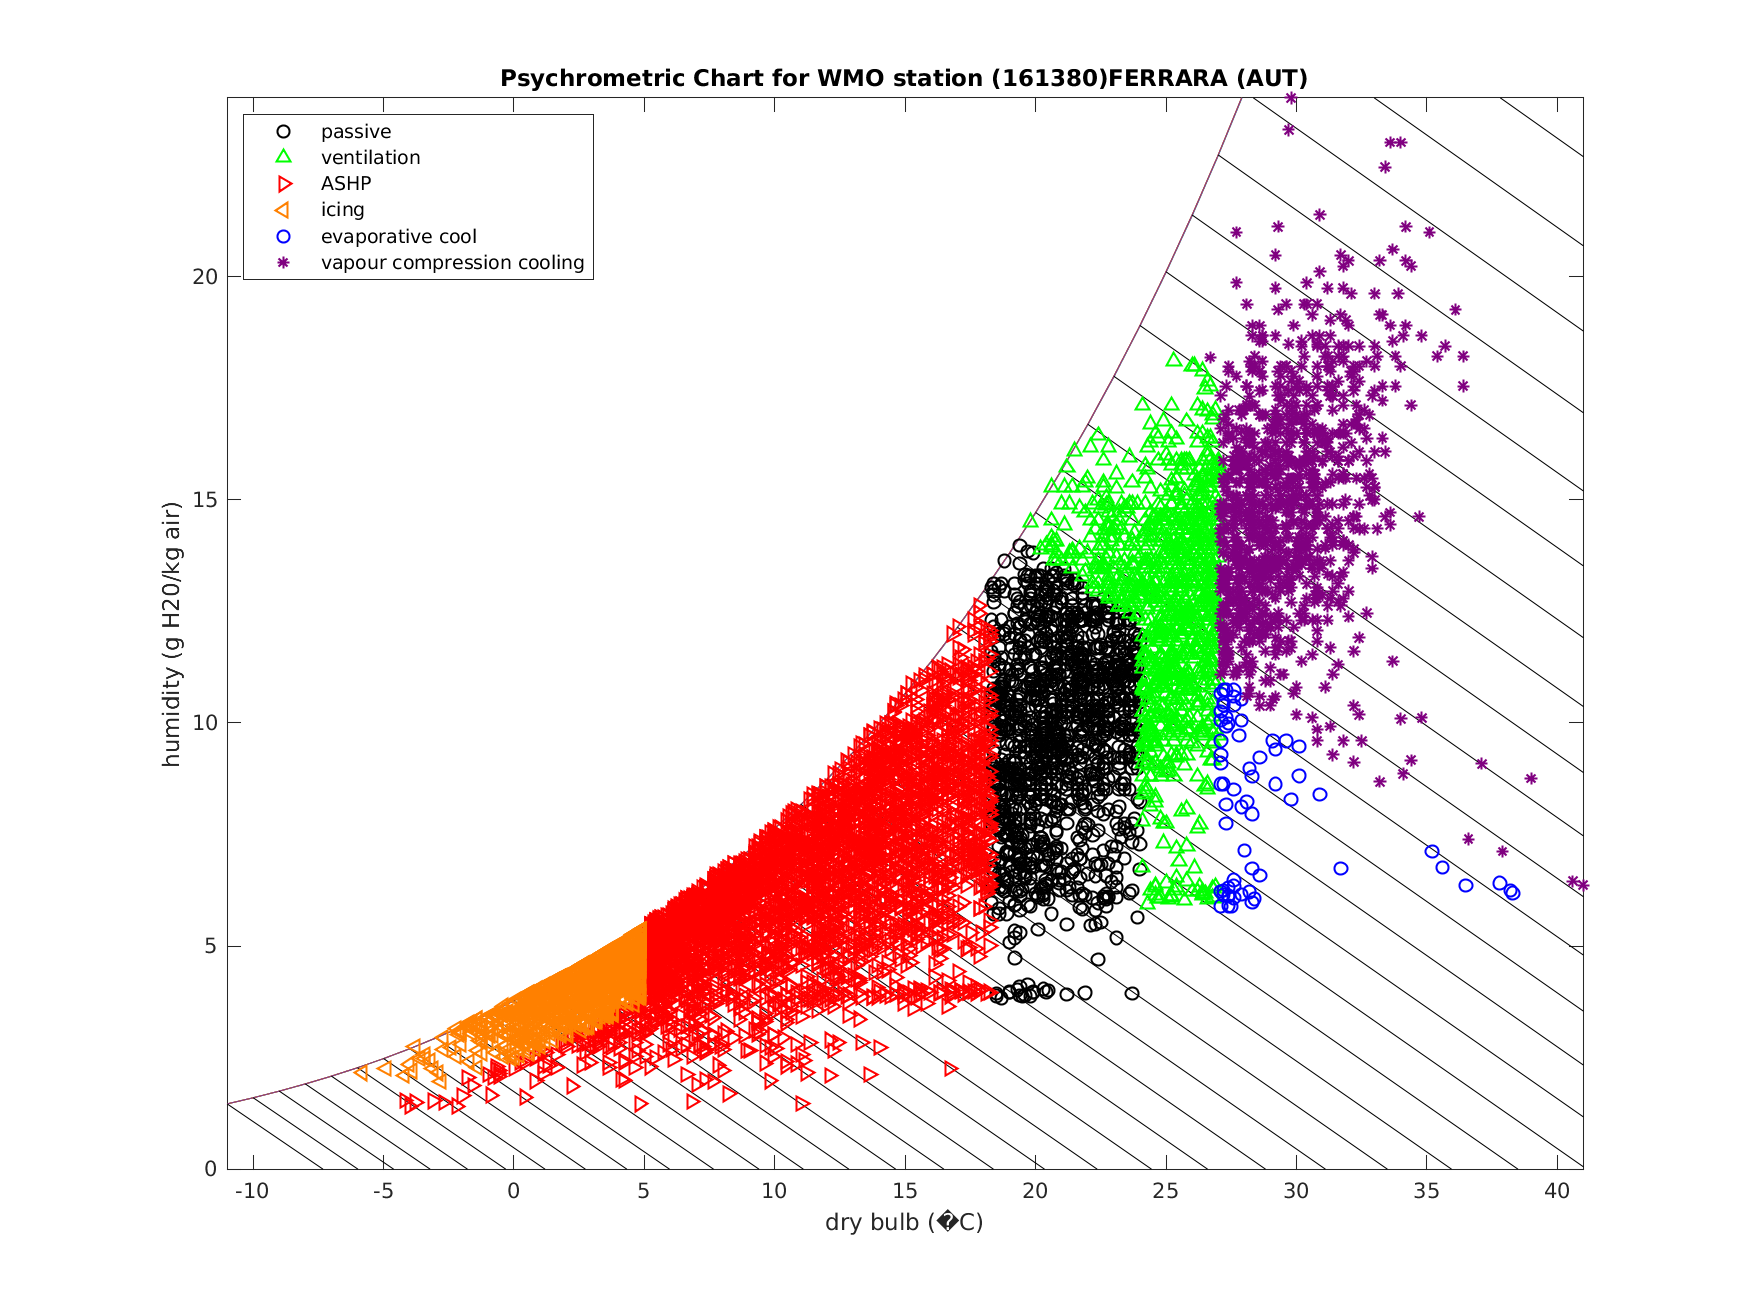 Psychrometric Chart for WMO station (161380)FERRARA (AUT)
passive
ventilation
ASHP
icing
evaporative cool
vapour compression cooling
humidity (g H20/kg air)
20
15
10
5
0
-10 -5 0 5 10 15 20 25 30 35 40
dry bulb (�C)